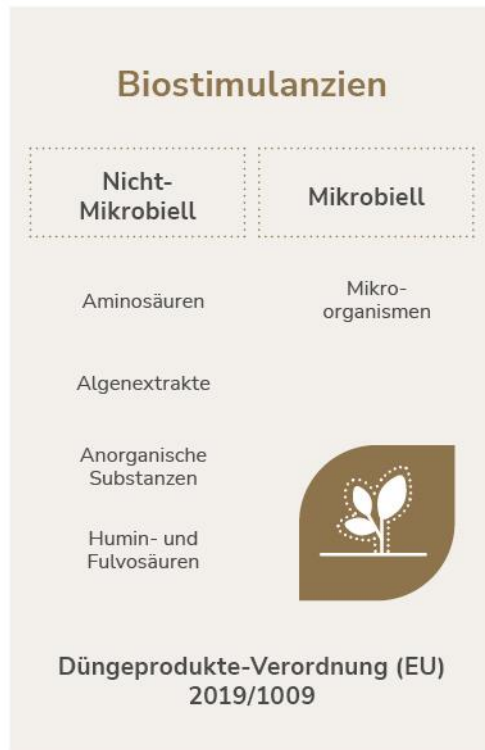 Biostimulanzien
Nicht-
Mikrobiell
Mikrobiell
Aminosäuren
Algenextrakte
Anorganische
Substanzen
Humin- und
Fulvosäuren
Mikro-
organismen
Düngeprodukte-Verordnung (EU)
2019/1009